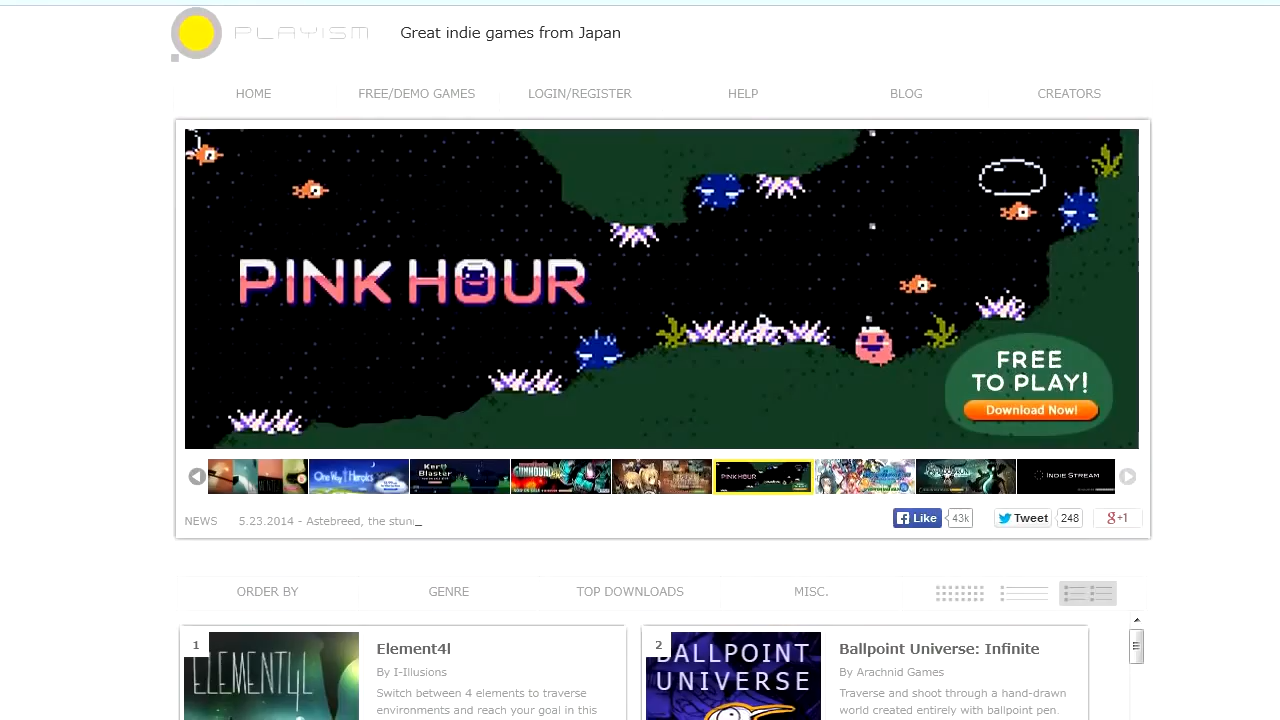 PLAYISM
Great indie games from Japan
HOME
FREE/DEMO GAMES
LOGIN/REGISTER
HELP
BLOG
CREATORS
PINK HOUR
FREE
TO PLAY!
Download Now!
One Way Heroics
Kero
Blaster
GUNHOUND
PINK HOUR
INDIE STREAM
NEWS
5.23.2014 - Astebreed, the stun_
Like
43k
Tweet
248
g+1
ORDER BY
GENRE
TOP DOWNLOADS
MISC.
1
ELEMENT4L
Element4l
By I-Illusions
Switch between 4 elements to traverse
environments and reach your goal in this
2
BALLPOINT
UNIVERSE
Ballpoint Universe: Infinite
By Arachnid Games
Traverse and shoot through a hand-drawn
world created entirely with ballpoint pen.